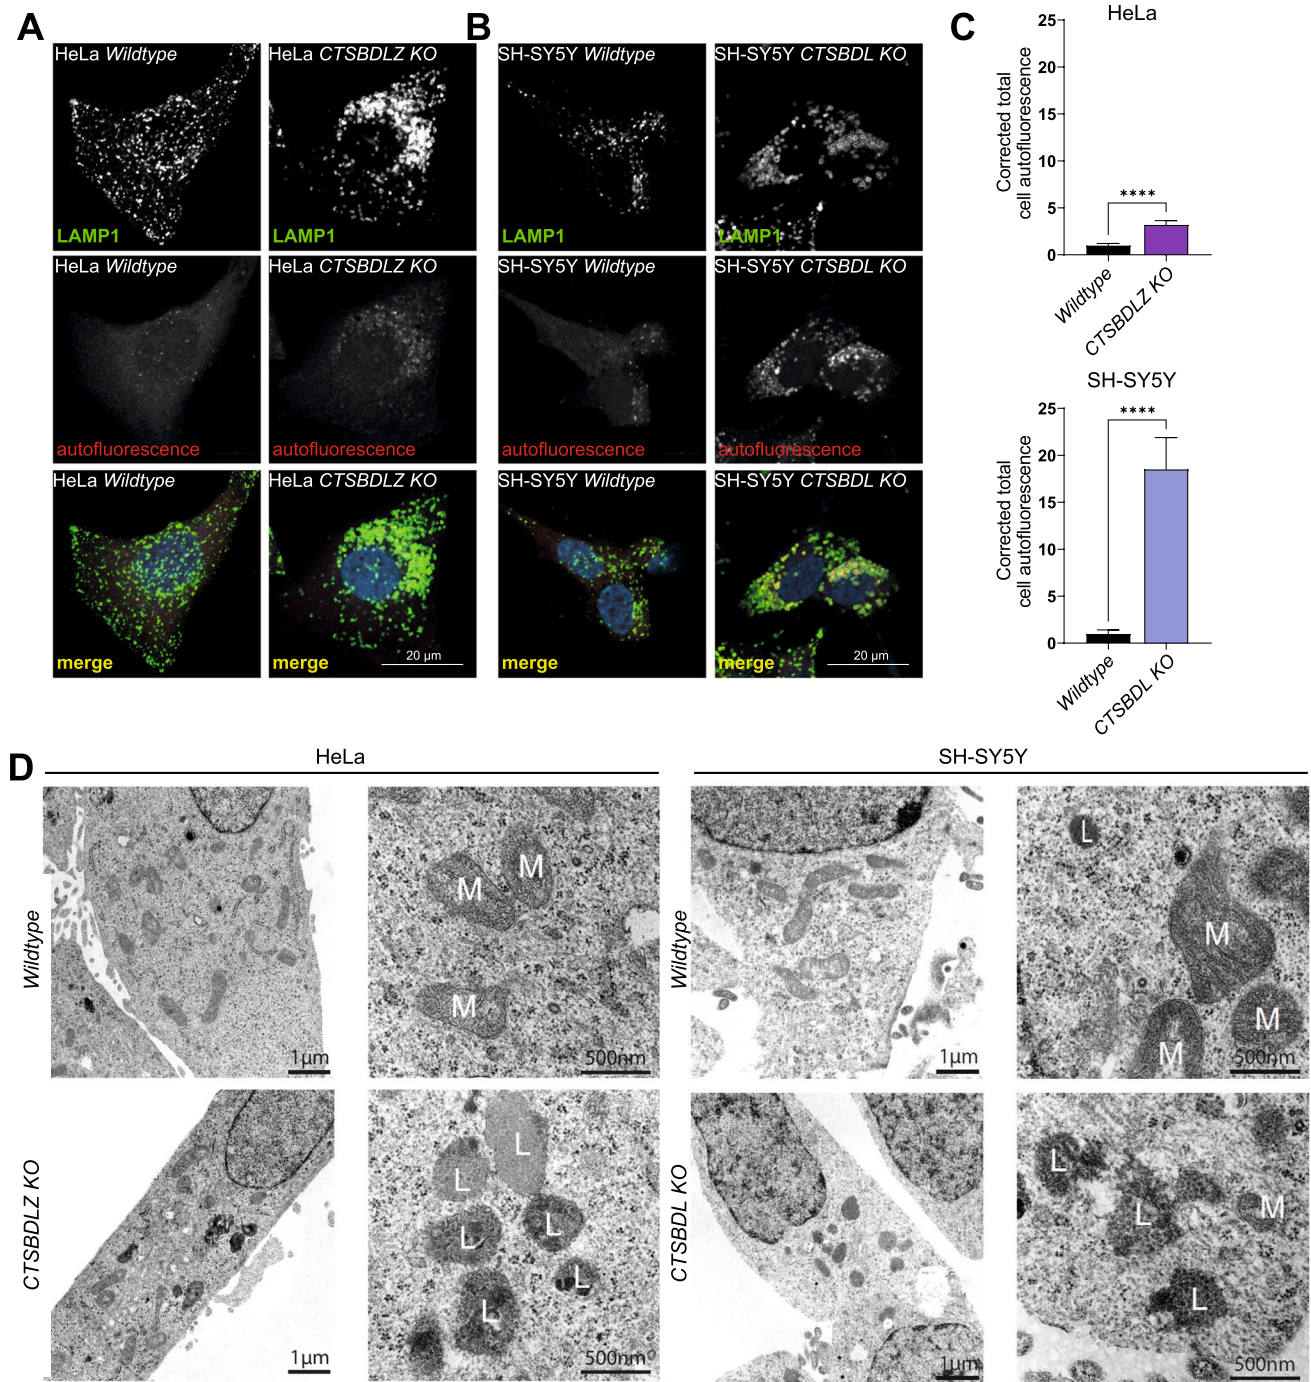 A
B
C
HeLa Wildtype
HeLa CTSBDLZ KO
SH-SY5Y Wildtype
SH-SY5Y CTSBDL KO
LAMP1
LAMP1
LAMP1
LAMP1
HeLa Wildtype
HeLa CTSBDLZ KO
SH-SY5Y Wildtype
SH-SY5Y CTSBDL KO
autofluorescence
autofluorescence
autofluorescence
autofluorescence
HeLa Wildtype
HeLa CTSBDLZ KO
SH-SY5Y Wildtype
SH-SY5Y CTSBDL KO
merge
merge
20 µm
merge
merge
20 µm
HeLa
Corrected total
cell autofluorescence
25
20
15
10
5
0
****
Wildtype
CTSBDLZ KO
SH-SY5Y
Corrected total
cell autofluorescence
25
20
15
10
5
0
****
Wildtype
CTSBDL KO
D
HeLa
SH-SY5Y
Wildtype
1µm
M
M
M
500nm
Wildtype
1µm
L
M
M
M
500nm
CTSBDLZ KO
1µm
L
L
L
L
L
L
500nm
CTSBDL KO
1µm
L
L
M
L
500nm